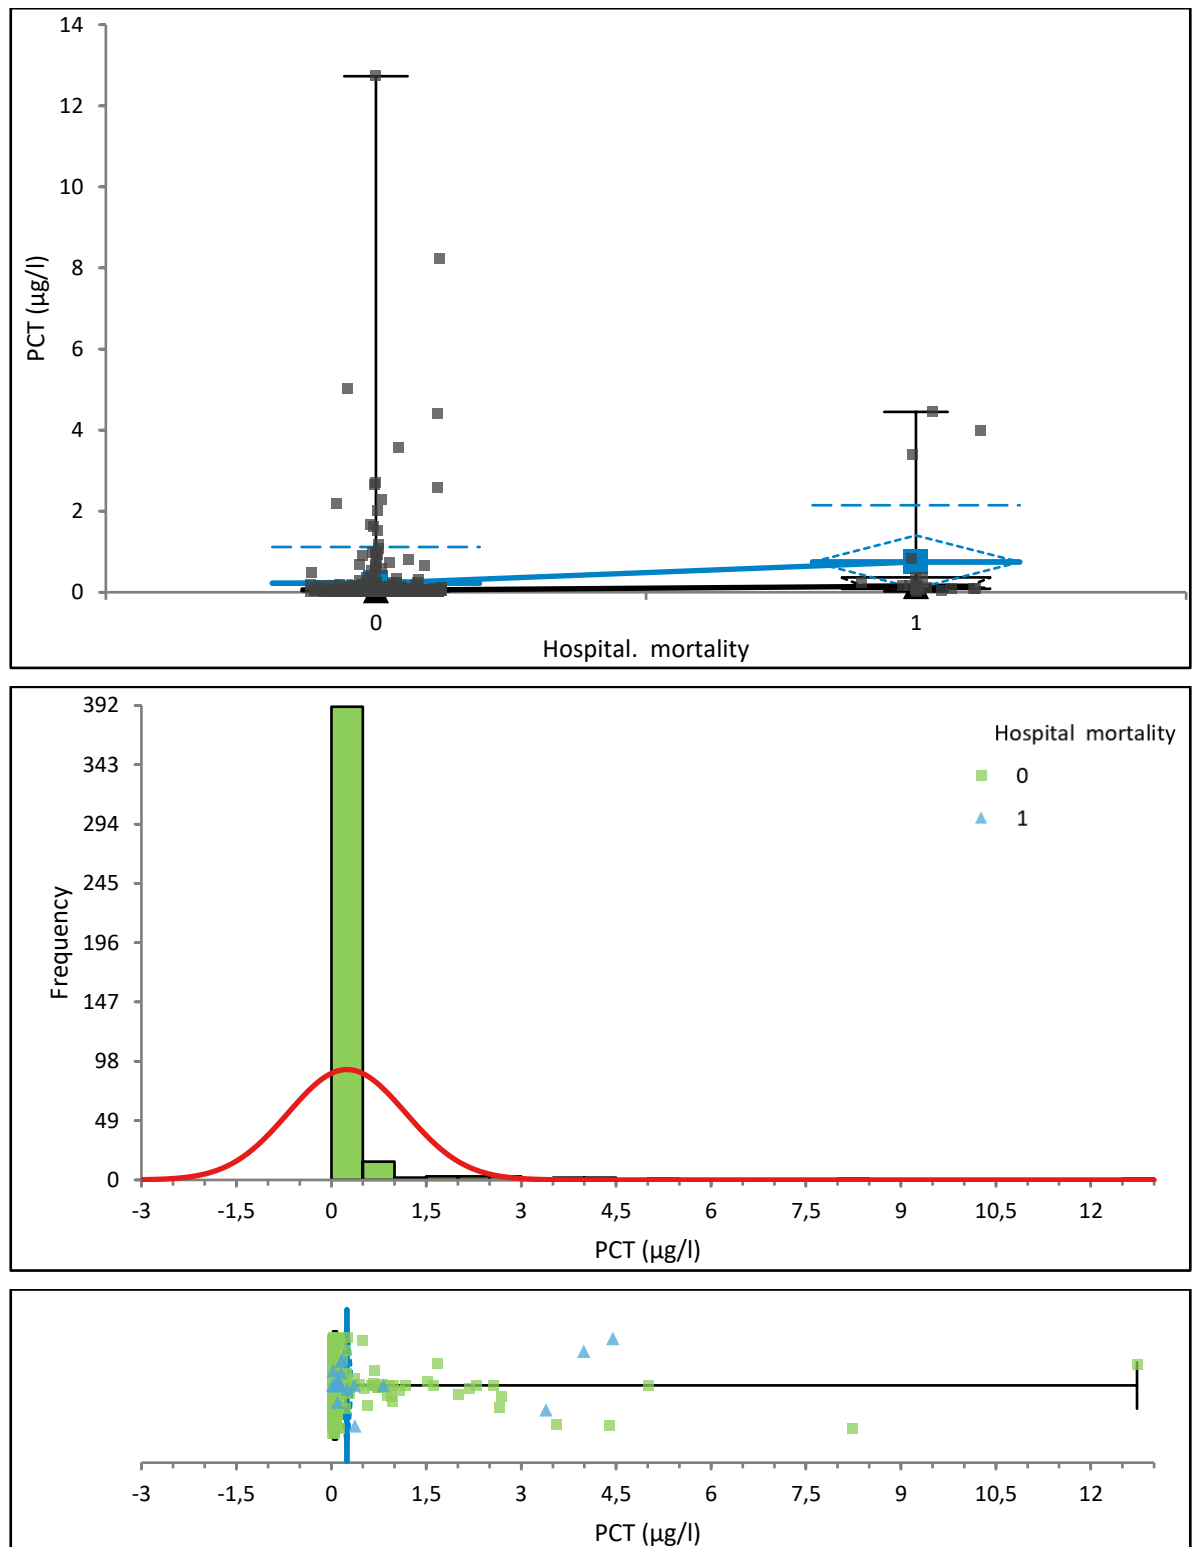 14
12
10
8
6
4
2
0
PCT (µg/l)
0 1
Hospital. mortality
392
343
294
245
196
147
98
49
0
Frequency
Hospital mortality
0
1
-3 -1,5 0 1,5 3 4,5 6 7,5 9 10,5 12
PCT (µg/l)
-3 -1,5 0 1,5 3 4,5 6 7,5 9 10,5 12
PCT (µg/l)